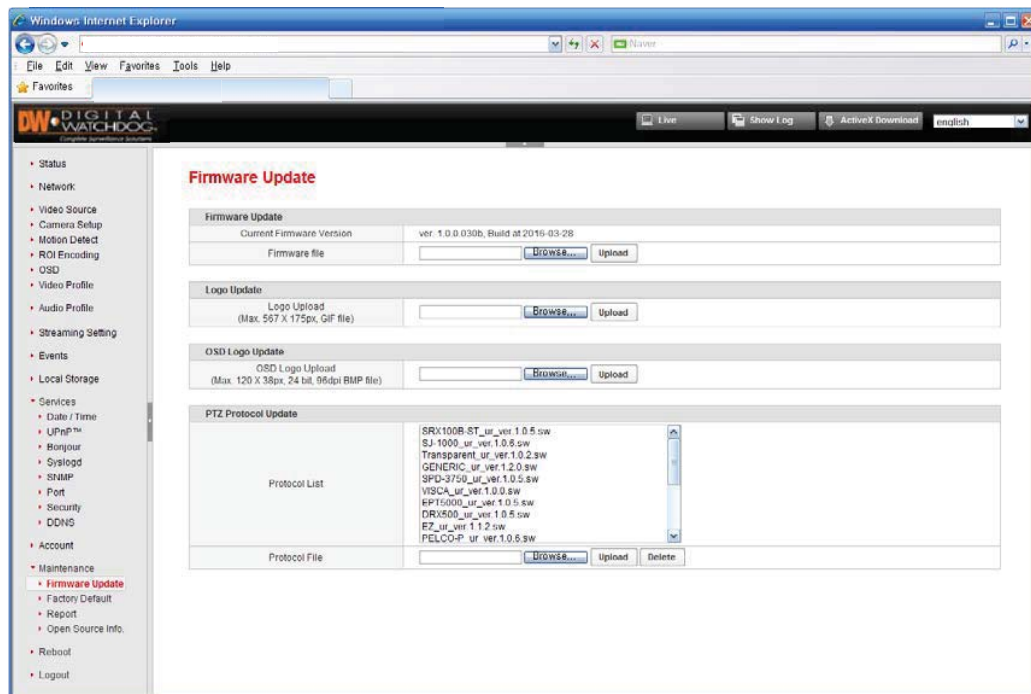 Windows Internet Explorer
Naver
File Edit View Favorites Tools Help
Favorites
DW DIGITAL WATCHDOG
Complete Surveillance Solutions
Live
Show Log
ActiveX Download
english
Status
Network
Video Source
Camera Setup
Motion Detect
ROI Encoding
OSD
Video Profile
Audio Profile
Streaming Setting
Events
Local Storage
Services
Date / Time
UPnP™
Bonjour
Syslogd
SNMP
Port
Security
DDNS
Account
Maintenance
Firmware Update
Factory Default
Report
Open Source Info.
Reboot
Logout
Firmware Update
Firmware Update
Current Firmware Version ver. 1.0.0.030b, Build at 2016-03-28
Firmware file Browse... Upload
Logo Update
Logo Upload
(Max. 567 X 175px, GIF file) Browse... Upload
OSD Logo Update
OSD Logo Upload
(Max. 120 X 38px, 24 bit, 96dpi BMP file) Browse... Upload
PTZ Protocol Update
Protocol List
SRX100B-ST_ur_ver.1.0.5.sw
SJ-1000_ur_ver.1.0.6.sw
Transparent_ur_ver.1.0.2.sw
GENERIC_ur_ver.1.2.0.sw
SPD-3750_ur_ver.1.0.5.sw
VISCA_ur_ver.1.0.0.sw
EPT5000_ur_ver.1.0.5.sw
DRX500_ur_ver.1.0.5.sw
EZ_ur_ver.1.1.2.sw
PELCO-P_ur_ver.1.0.6.sw
Protocol File Browse... Upload Delete